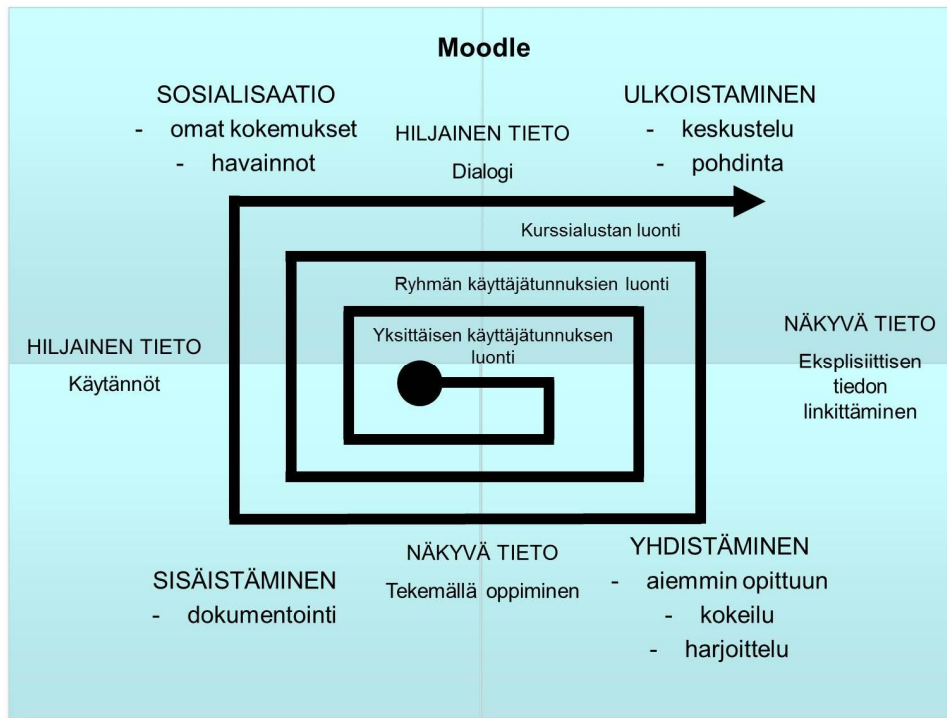 Moodle
SOSIALISAATIO
- omat kokemukset
- havainnot
HILJAINEN TIETO
Dialogi
ULKOISTAMINEN
- keskustelu
- pohdinta
Kurssialustan luonti
Ryhmän käyttäjätunnuksien luonti
Yksittäisen käyttäjätunnuksen
luonti
HILJAINEN TIETO
Käytännöt
NÄKYVÄ TIETO
Eksplisiittisen
tiedon
linkittäminen
SISÄISTÄMINEN
- dokumentointi
NÄKYVÄ TIETO
Tekemällä oppiminen
YHDISTÄMINEN
- aiemmin opittuun
- kokeilu
- harjoittelu